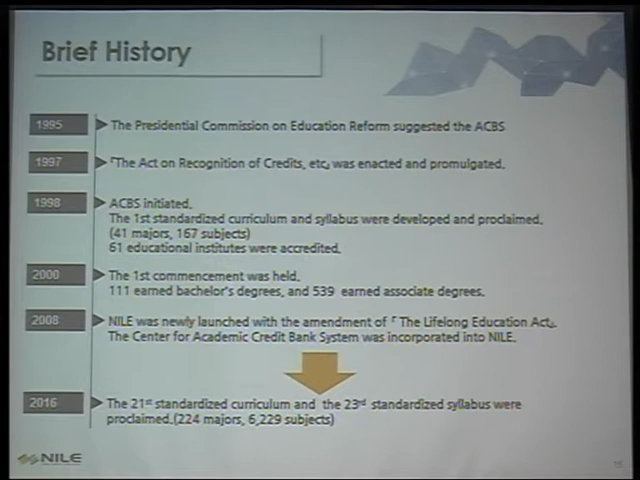 Brief History
1995
The Presidential Commission on Education Reform suggested the ACBS
1997
「The Act on Recognition of Credits, etc」 was enacted and promulgated.
1998
ACBS initiated.
The 1st standardized curriculum and syllabus were developed and proclaimed.
(41 majors, 167 subjects)
61 educational institutes were accredited.
2000
The 1st commencement was held.
111 earned bachelor's degrees, and 539 earned associate degrees.
2008
NILE was newly launched with the amendment of 「 The Lifelong Education Act」.
The Center for Academic Credit Bank System was incorporated into NILE.
2016
The 21st standardized curriculum and the 23rd standardized syllabus were
proclaimed.(224 majors, 6,229 subjects)
NILE